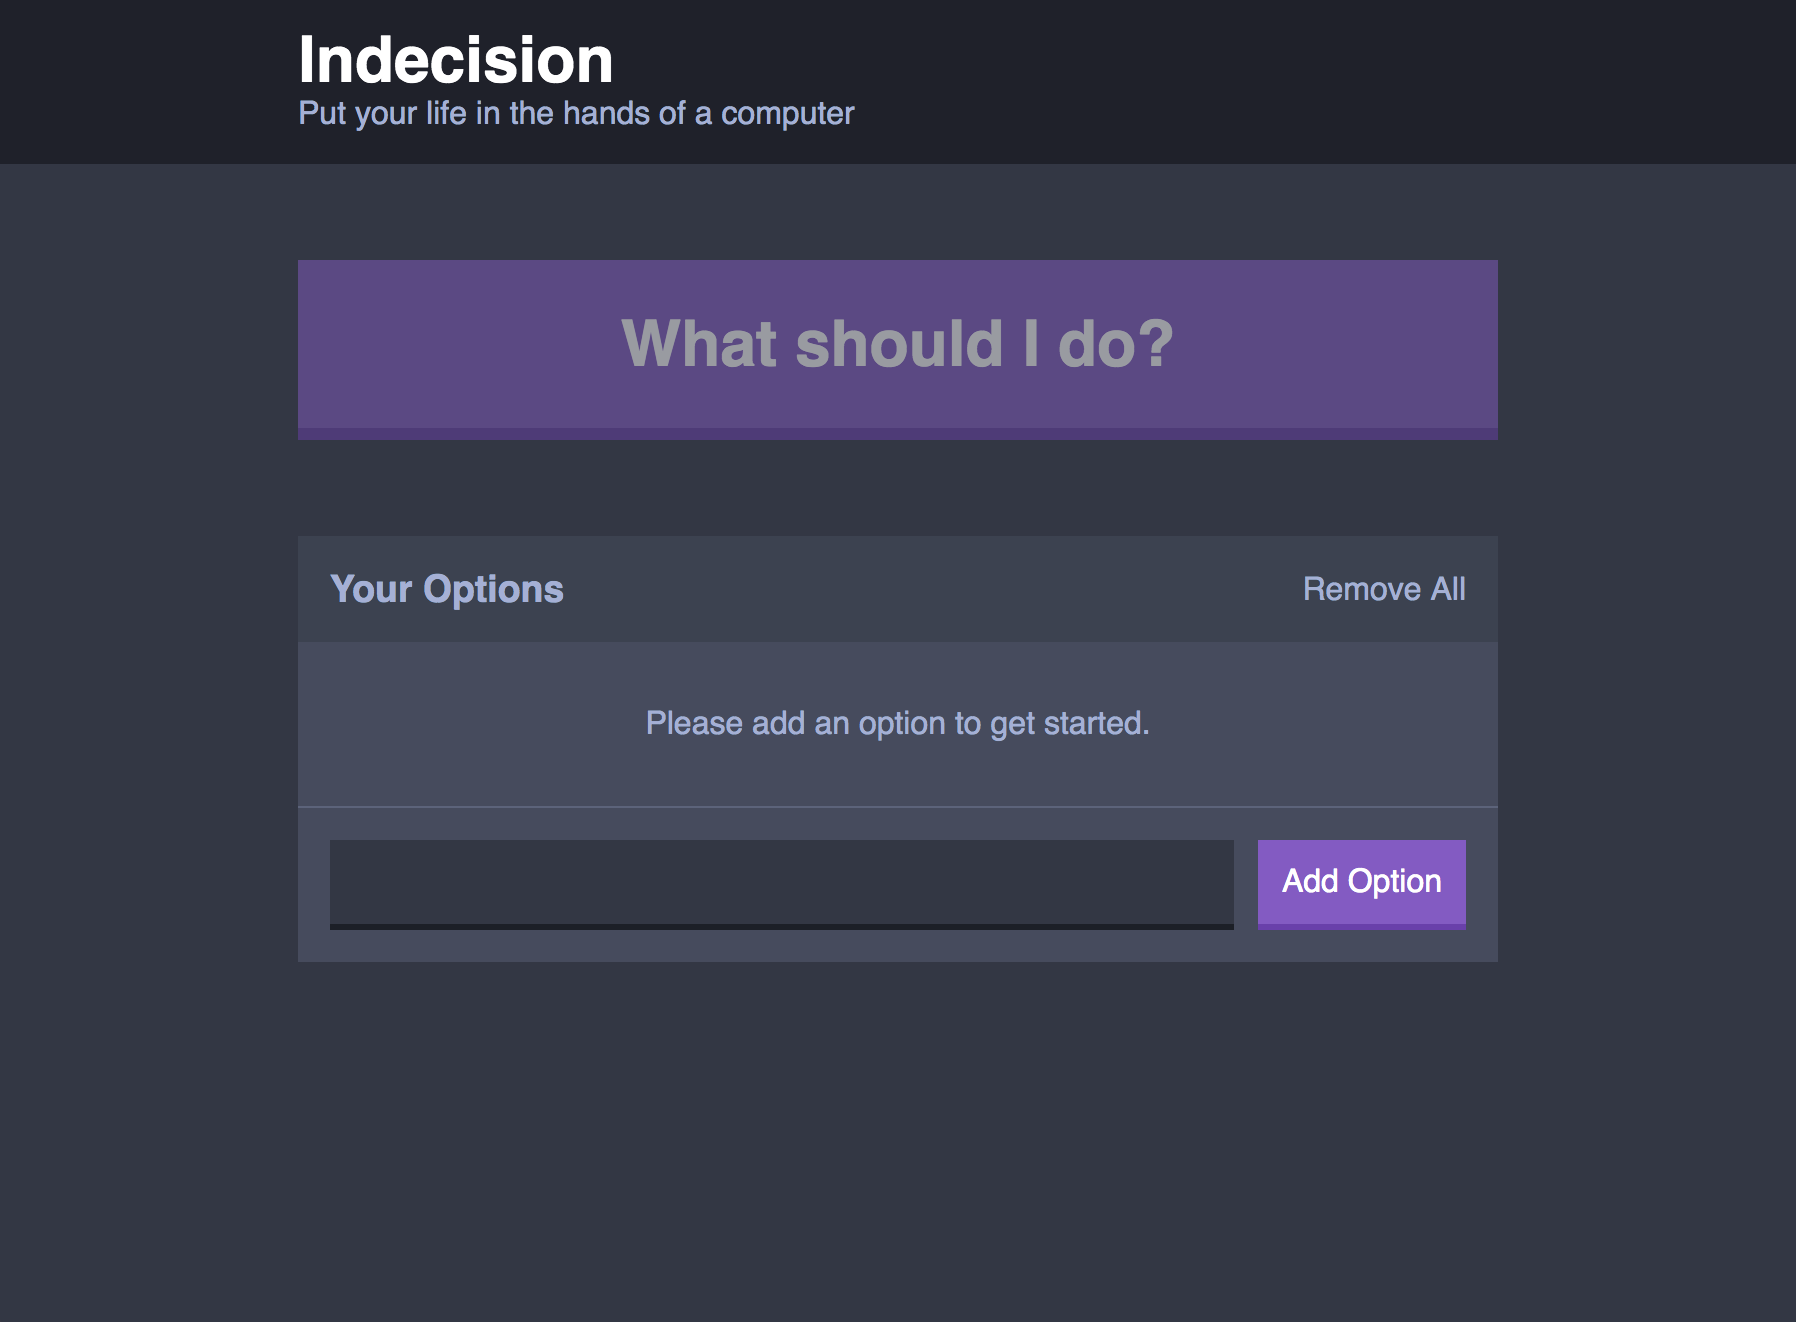 Indecision
Put your life in the hands of a computer
What should I do?
Your Options
Remove All
Please add an option to get started.
Add Option